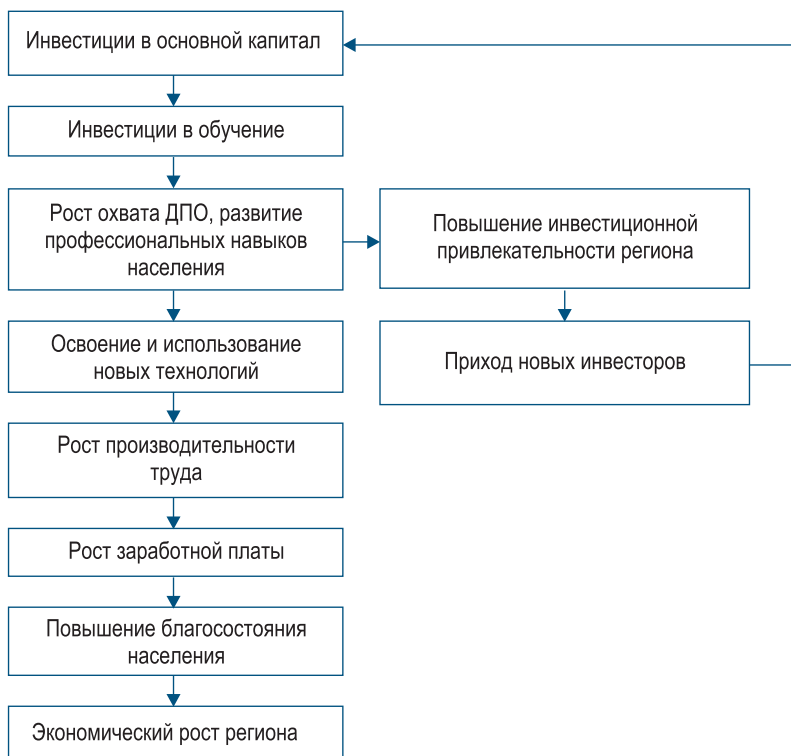 Инвестиции в основной капитал
Инвестиции в обучение
Рост охвата ДПО, развитие
профессиональных навыков
населения
Повышение инвестиционной
привлекательности региона
Освоение и использование
новых технологий
Приход новых инвесторов
Рост производительности
труда
Рост заработной платы
Повышение благосостояния
населения
Экономический рост региона